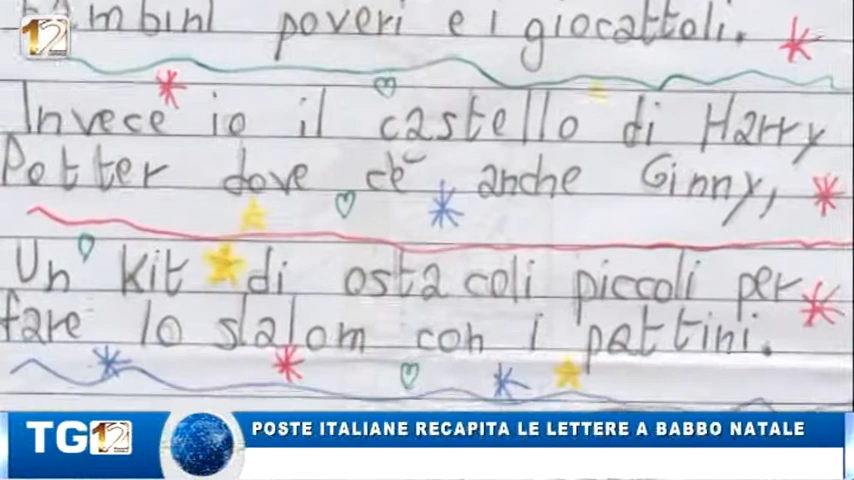 bambini poveri e i giocattoli.
Invece io il castello di Harry
Potter dove c'è anche Ginny,
Un kit di ostacoli piccoli per
fare lo slalom con i pattini.
TG12 POSTE ITALIANE RECAPITA LE LETTERE A BABBO NATALE
12